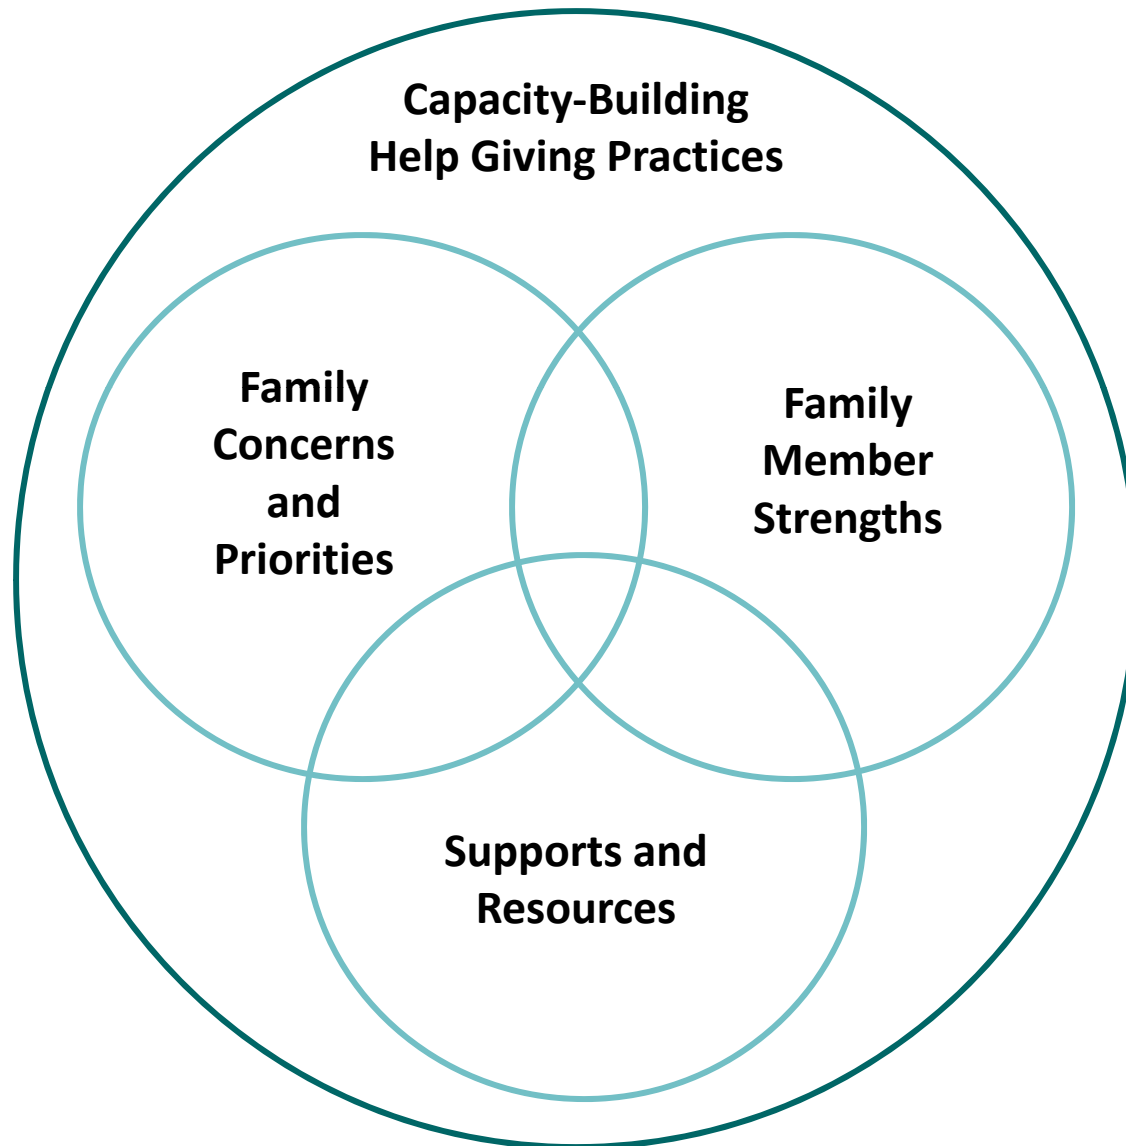 Capacity-Building
Help Giving Practices
Family
Concerns
and
Priorities
Family
Member
Strengths
Supports and
Resources